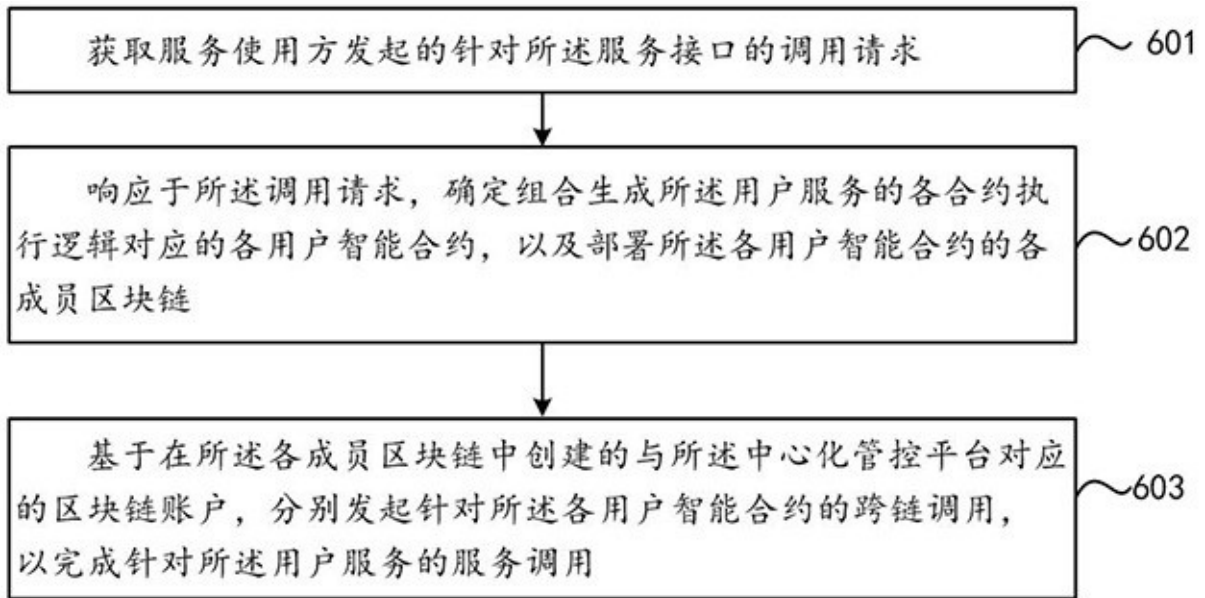 获取服务使用方发起的针对所述服务接口的调用请求
601
响应于所述调用请求，确定组合生成所述用户服务的各合约执
行逻辑对应的各用户智能合约，以及部署所述各用户智能合约的各
成员区块链
602
基于在所述各成员区块链中创建的与所述中心化管控平台对应
的区块链账户，分别发起针对所述各用户智能合约的跨链调用，
以完成针对所述用户服务的服务调用
603